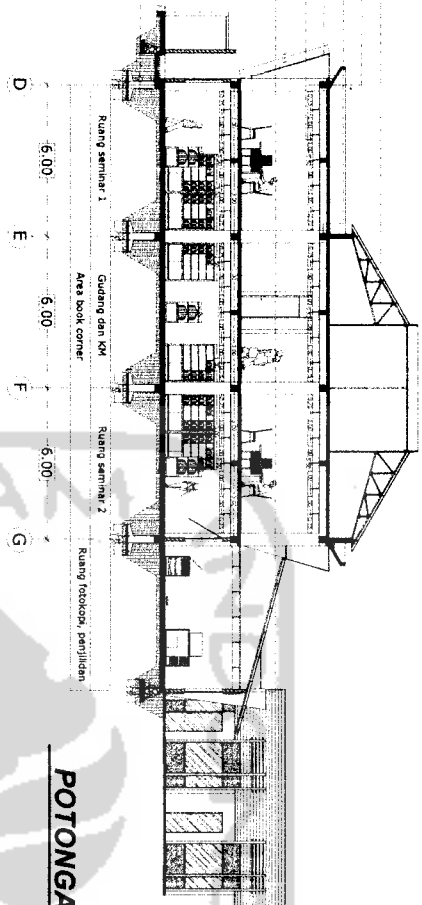 D E F G
6.00 6.00 6.00
Ruang seminar 1 Gudang dan KM Ruang seminar 2 Ruang fotokopi, penjilidan
Area book corner
POTONGA